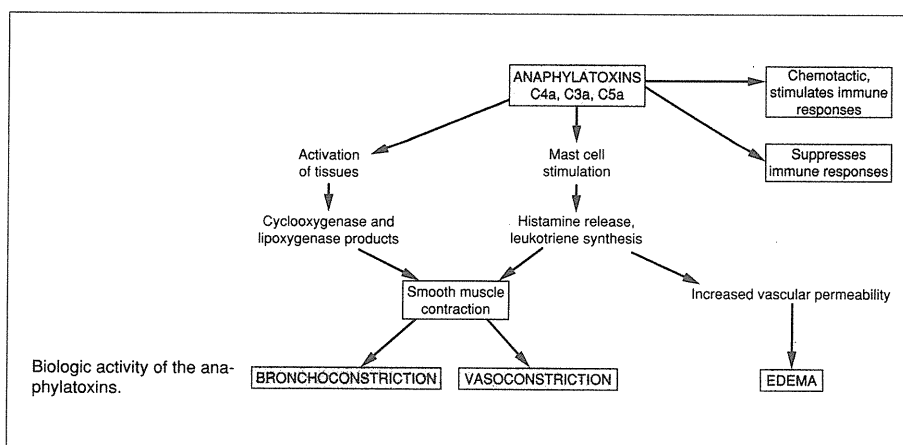 ANAPHYLATOXINS
C4a, C3a, C5a
Chemotactic,
stimulates immune
responses
Suppresses
immune responses
Activation
of tissues
Mast cell
stimulation
Cyclooxygenase and
lipoxygenase products
Histamine release,
leukotriene synthesis
Smooth muscle
contraction
Increased vascular permeability
BRONCHOCONSTRICTION
VASOCONSTRICTION
EDEMA
Biologic activity of the ana-
phylatoxins.